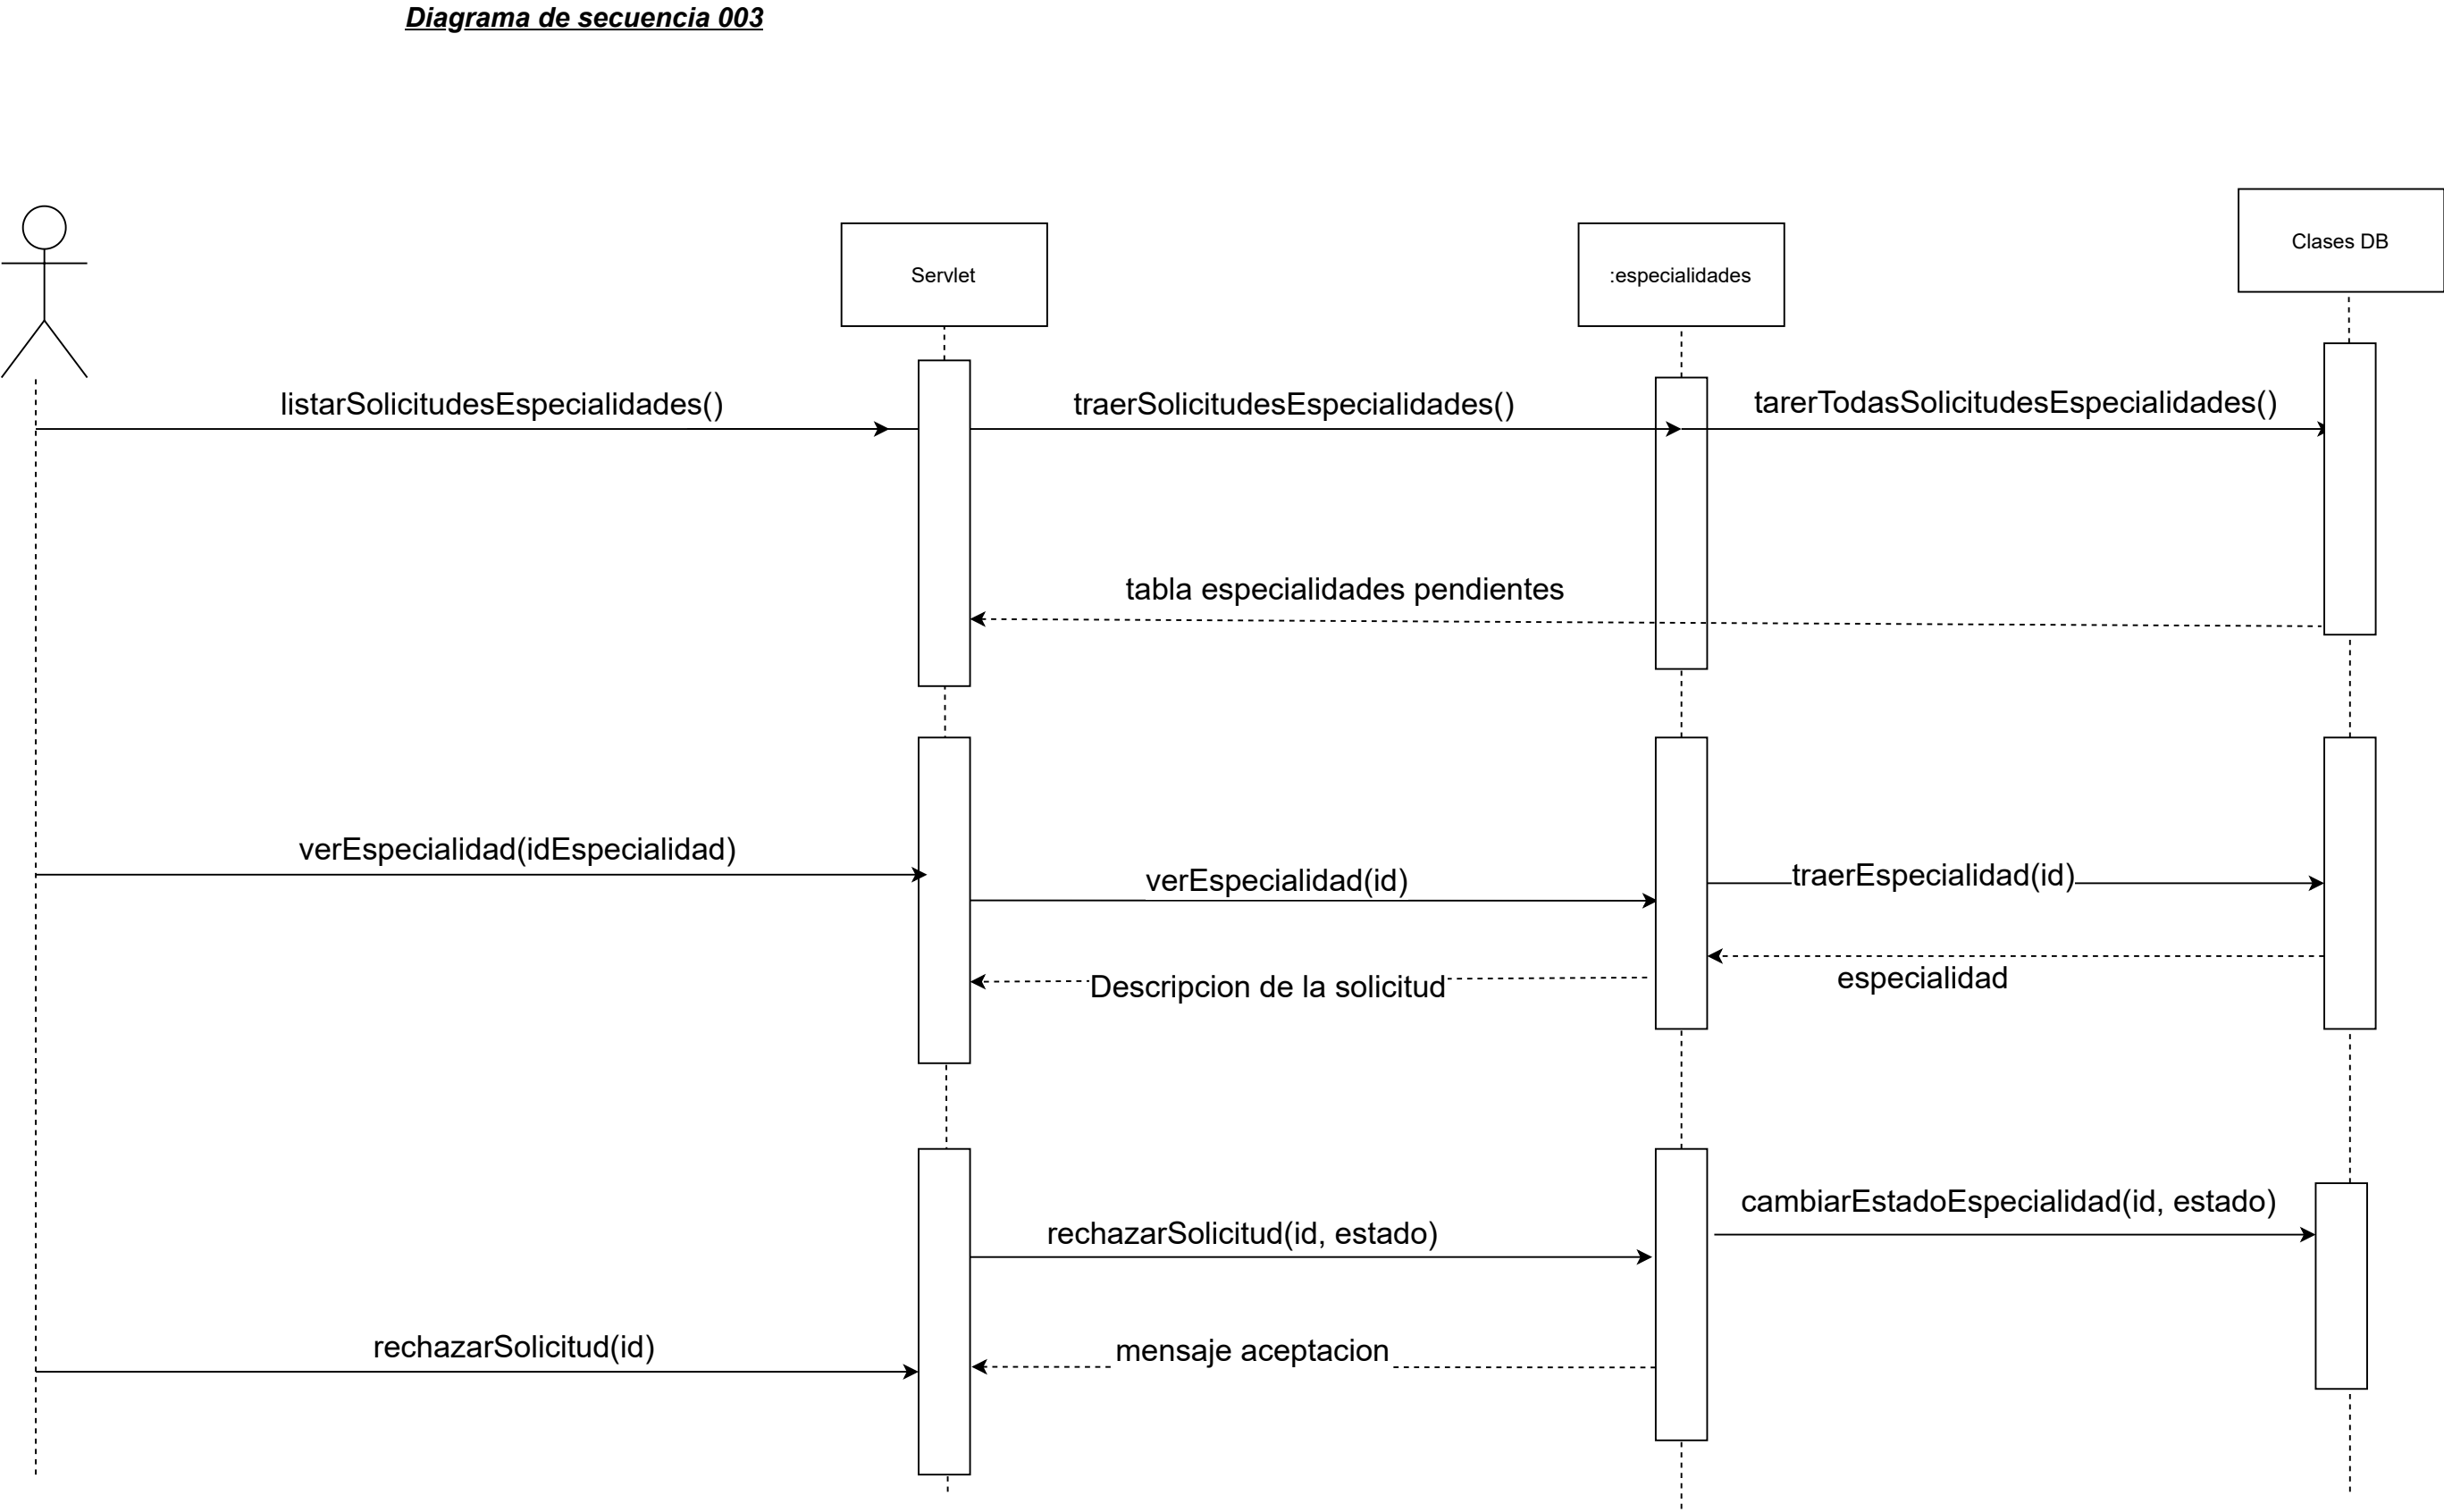 Diagrama de secuencia 003
Clases DB
Servlet
:especialidades
listarSolicitudesEspecialidades()
traerSolicitudesEspecialidades()
tarerTodasSolicitudesEspecialidades()
tabla especialidades pendientes
verEspecialidad(idEspecialidad)
verEspecialidad(id)
traerEspecialidad(id)
Descripcion de la solicitud
especialidad
cambiarEstadoEspecialidad(id, estado)
rechazarSolicitud(id, estado)
rechazarSolicitud(id)
mensaje aceptacion